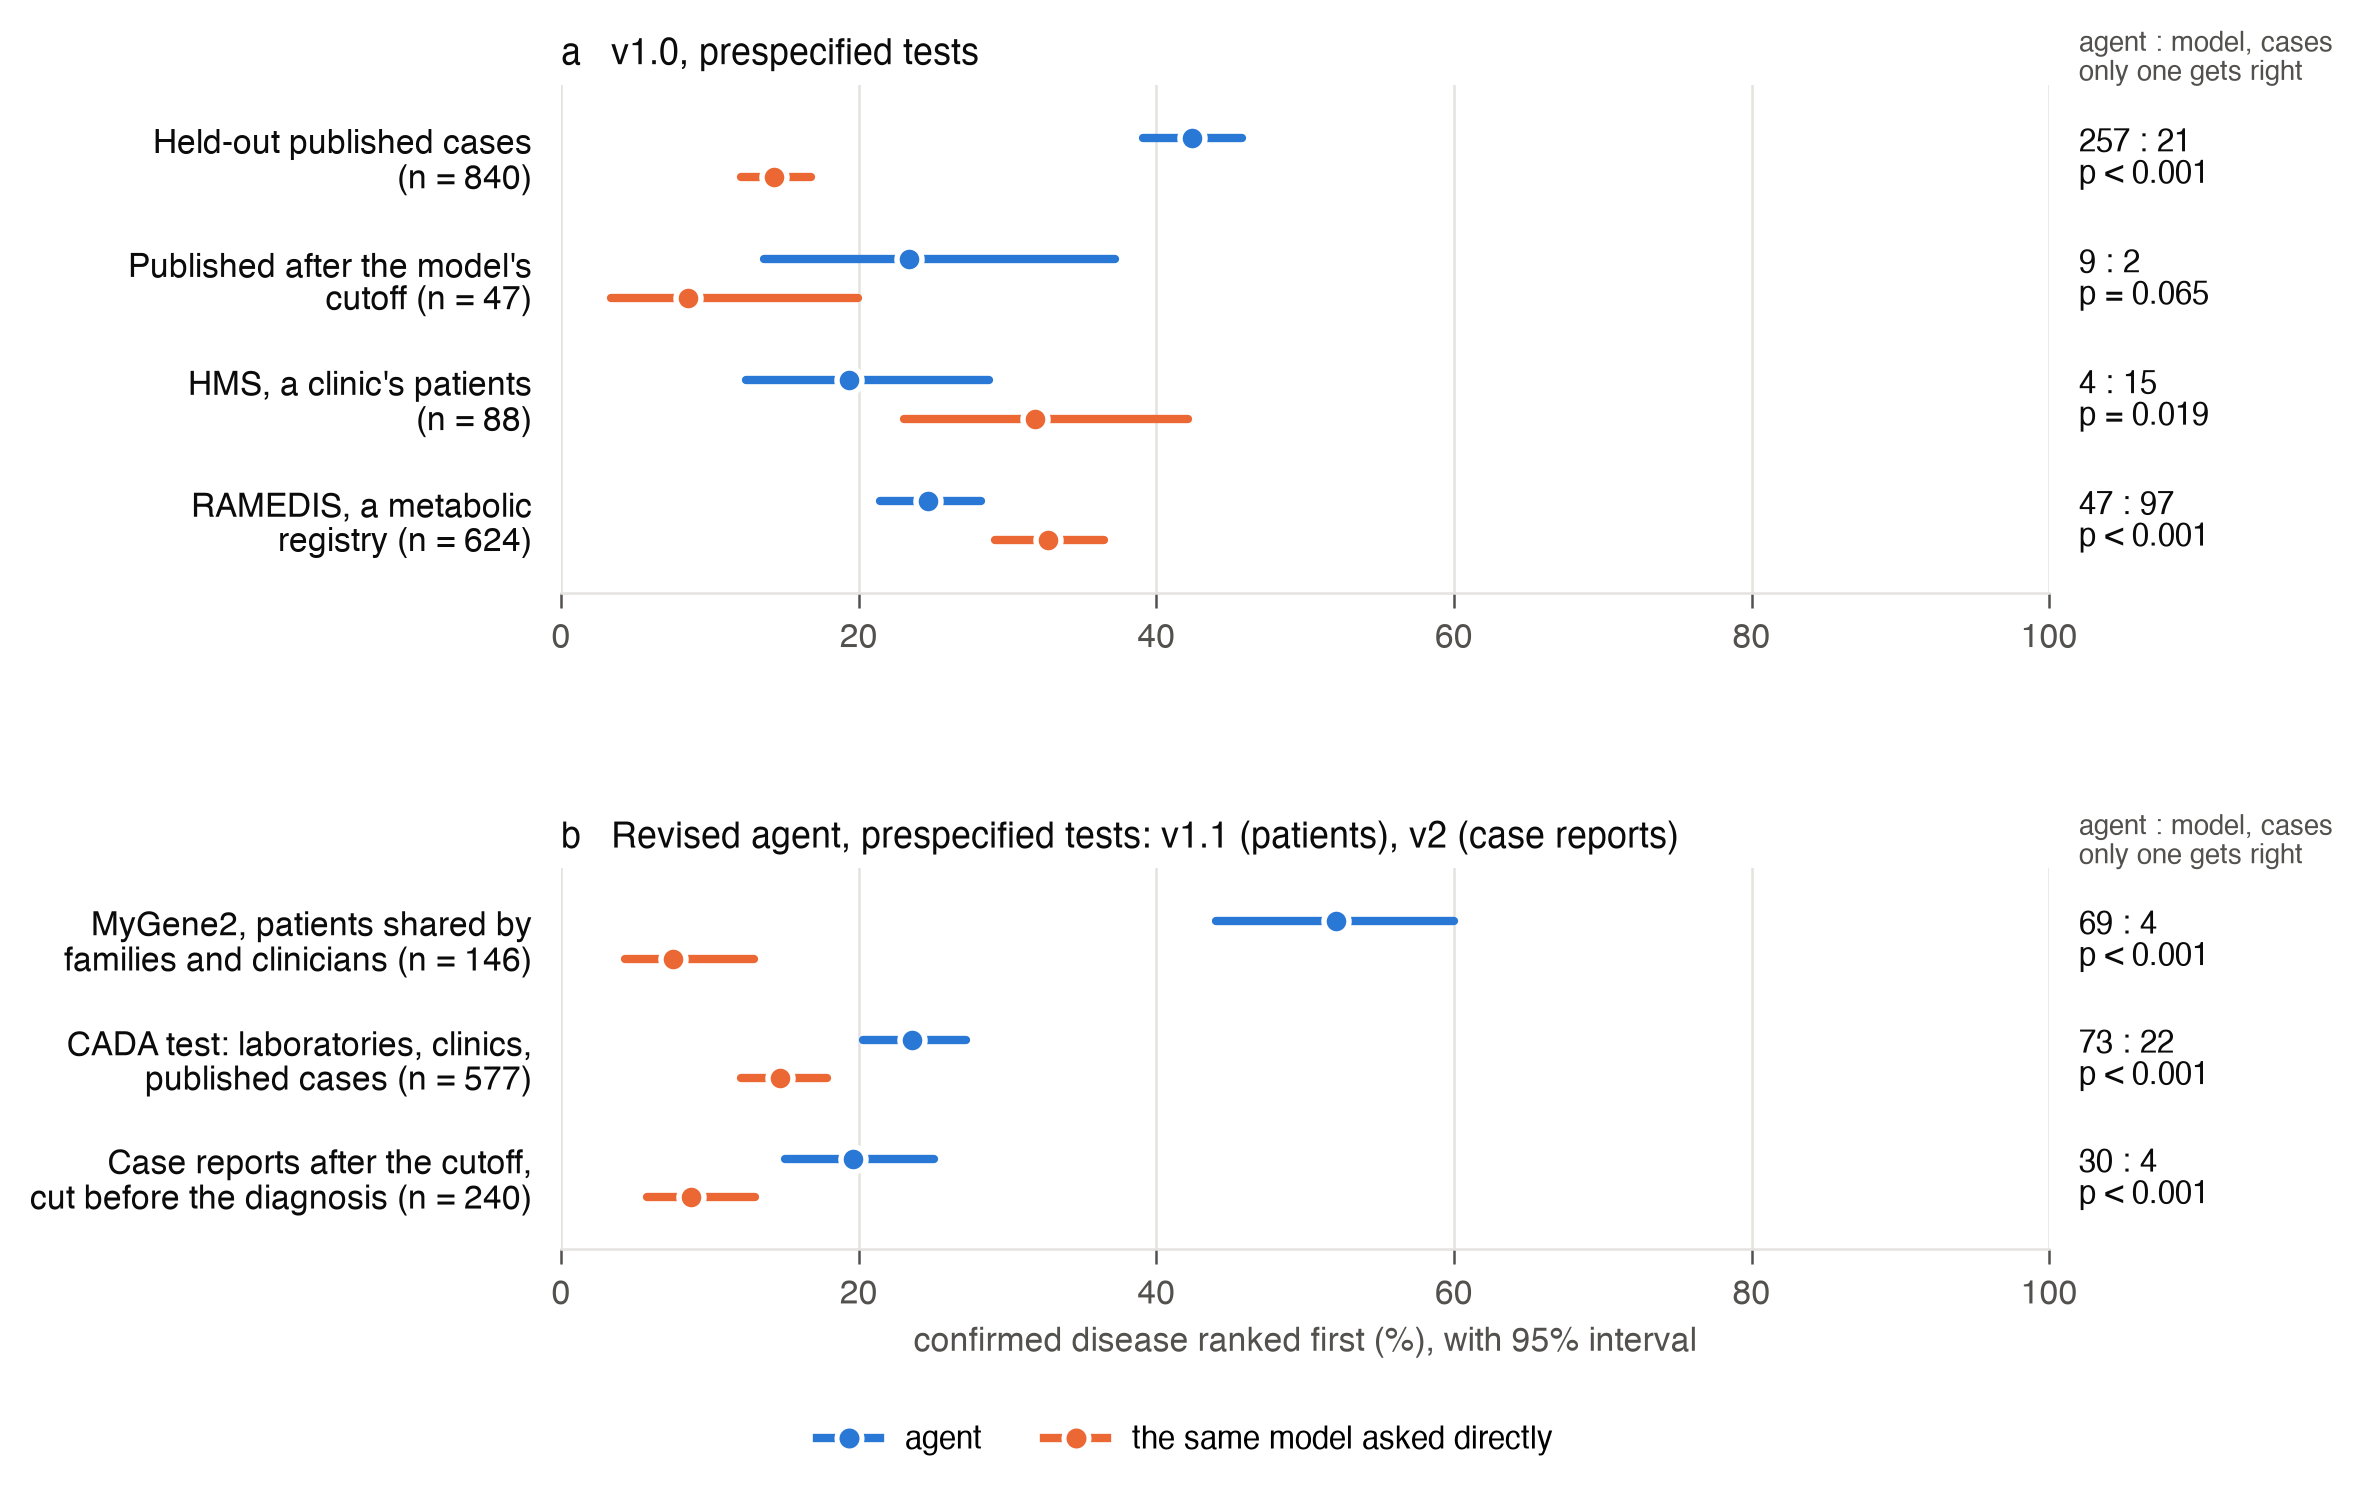 a v1.0, prespecified tests
agent : model, cases
only one gets right
Held-out published cases
(n = 840)
257 : 21
p < 0.001
Published after the model's
cutoff (n = 47)
9 : 2
p = 0.065
HMS, a clinic's patients
(n = 88)
4 : 15
p = 0.019
RAMEDIS, a metabolic
registry (n = 624)
47 : 97
p < 0.001
0 20 40 60 80 100
b Revised agent, prespecified tests: v1.1 (patients), v2 (case reports)
agent : model, cases
only one gets right
MyGene2, patients shared by
families and clinicians (n = 146)
69 : 4
p < 0.001
CADA test: laboratories, clinics,
published cases (n = 577)
73 : 22
p < 0.001
Case reports after the cutoff,
cut before the diagnosis (n = 240)
30 : 4
p < 0.001
0 20 40 60 80 100
confirmed disease ranked first (%), with 95% interval
agent the same model asked directly